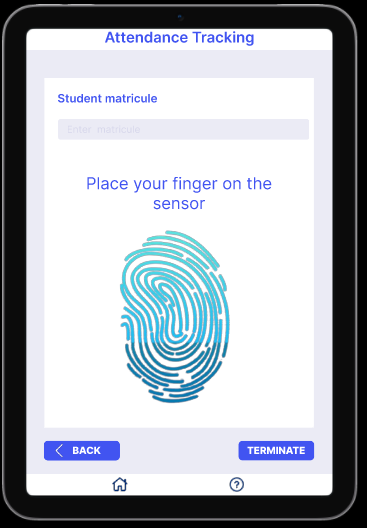 Attendance Tracking
Student matricule
Enter matricule
Place your finger on the
sensor
BACK
TERMINATE